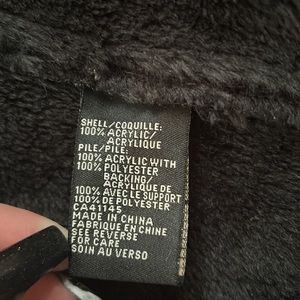 SHELL/COQUILLE:
100% ACRYLIC/
ACRYLIQUE
PILE/PILE:
100% ACRYLIC WITH
100% POLYESTER
BACKING/
ACRYLIQUE DE
100% AVEC LE SUPPORT
100% DE POLYESTER
CA41145
MADE IN CHINA
FABRIQUE EN CHINE
SEE REVERSE
FOR CARE
SOIN AU VERSO